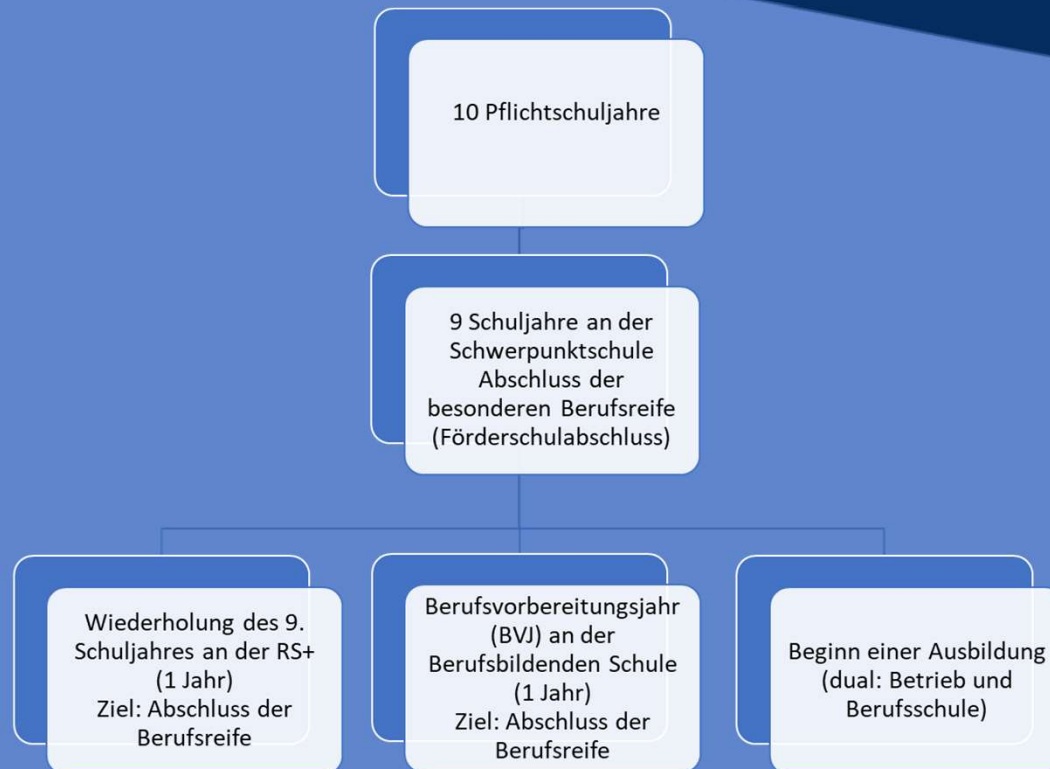 10 Pflichtschuljahre
9 Schuljahre an der
Schwerpunktschule
Abschluss der
besonderen Berufsreife
(Förderschulabschluss)
Wiederholung des 9.
Schuljahres an der RS+
(1 Jahr)
Ziel: Abschluss der
Berufsreife
Berufsvorbereitungsjahr
(BVJ) an der
Berufsbildenden Schule
(1 Jahr)
Ziel: Abschluss der
Berufsreife
Beginn einer Ausbildung
(dual: Betrieb und
Berufsschule)